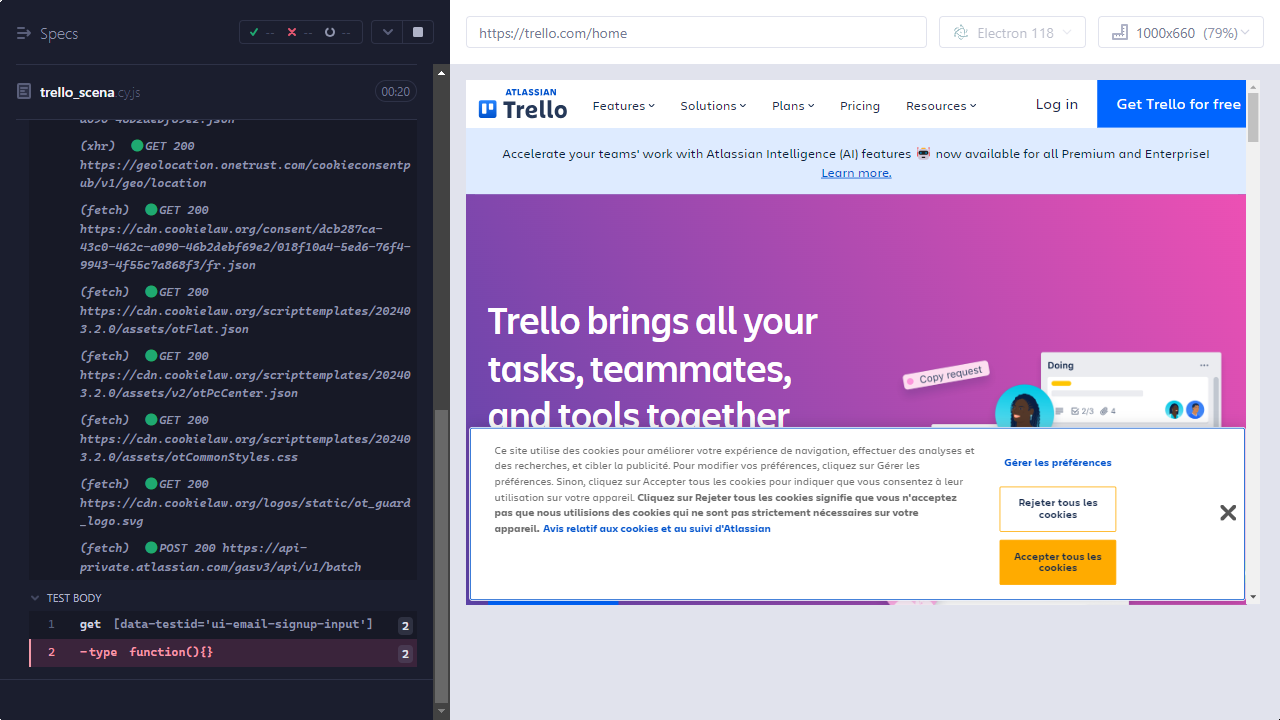 Specs
--
--
--
https://trello.com/home
Electron 118
1000x660 (79%)
trello_scena.cy.js
00:20
a090-46b2debf69e2.json
(xhr) GET 200
https://geolocation.onetrust.com/cookieconsentp
ub/v1/geo/location
(fetch) GET 200
https://cdn.cookielaw.org/consent/dcb287ca-
43c0-462c-a090-46b2debf69e2/018f10a4-5ed6-76f4-
9943-4f55c7a868f3/fr.json
(fetch) GET 200
https://cdn.cookielaw.org/scripttemplates/20240
3.2.0/assets/otFlat.json
(fetch) GET 200
https://cdn.cookielaw.org/scripttemplates/20240
3.2.0/assets/v2/otPcCenter.json
(fetch) GET 200
https://cdn.cookielaw.org/scripttemplates/20240
3.2.0/assets/otCommonStyles.css
(fetch) GET 200
https://cdn.cookielaw.org/logos/static/ot_guard
_logo.svg
(fetch) POST 200 https://api-
private.atlassian.com/gasv3/api/v1/batch
TEST BODY
1 get [data-testid='ui-email-signup-input'] 2
2 -type function(){} 2
ATLASSIAN
Trello
Features
Solutions
Plans
Pricing
Resources
Log in
Get Trello for free
Accelerate your teams' work with Atlassian Intelligence (AI) features 🤖 now available for all Premium and Enterprise!
Learn more.
Trello brings all your
tasks, teammates,
and tools together
Copy request
Doing
2/3
4
Ce site utilise des cookies pour améliorer votre expérience de navigation, effectuer des analyses et
des recherches, et cibler la publicité. Pour modifier vos préférences, cliquez sur Gérer les
préférences. Sinon, cliquez sur Accepter tous les cookies pour indiquer que vous consentez à leur
utilisation sur votre appareil. Cliquez sur Rejeter tous les cookies signifie que vous n'acceptez
pas que nous utilisions des cookies qui ne sont pas strictement nécessaires sur votre
appareil. Avis relatif aux cookies et au suivi d'Atlassian
Gérer les préférences
Rejeter tous les
cookies
Accepter tous les
cookies